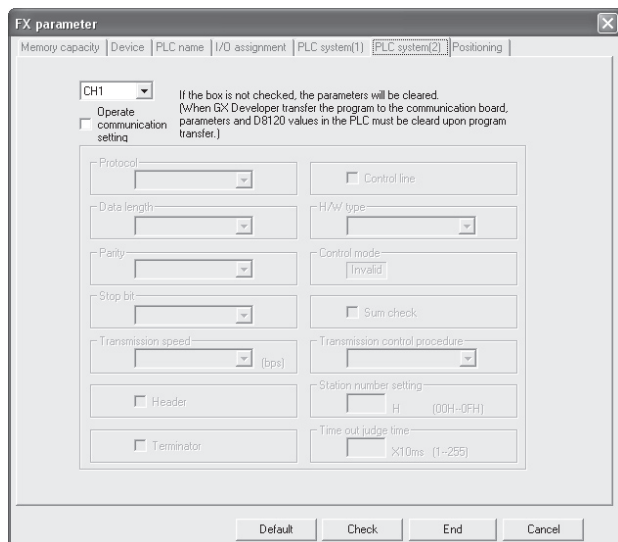 FX parameter
Memory capacity | Device | PLC name | I/O assignment | PLC system(1) | PLC system(2) | Positioning |
CH1
If the box is not checked, the parameters will be cleared.
(When GX Developer transfer the program to the communication board,
parameters and D8120 values in the PLC must be cleard upon program
transfer.)
Operate
communication
setting
Protocol
Control line
Data length
H/W type
Parity
Control mode
Invalid
Stop bit
Sum check
Transmission speed
(bps)
Transmission control procedure
Header
Station number setting
H (00H--0FH)
Terminator
Time out judge time
X10ms (1--255)
Default Check End Cancel